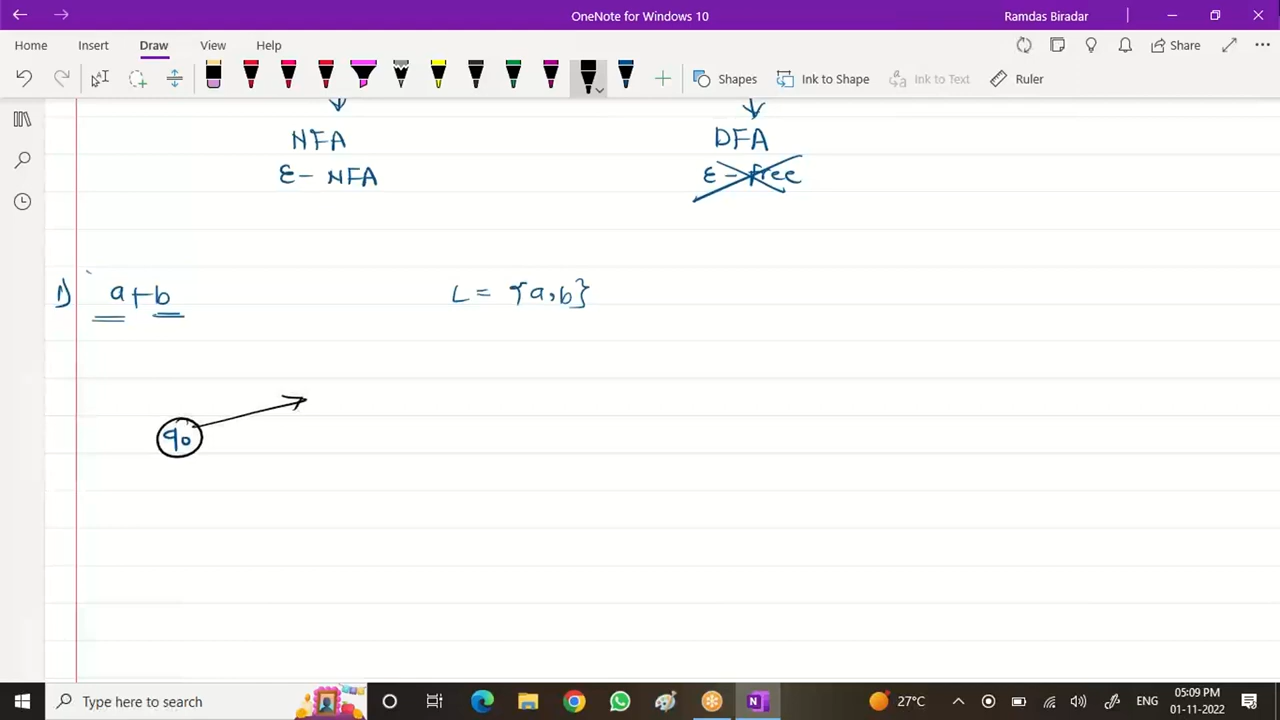 OneNote for Windows 10
Ramdas Biradar
Home Insert Draw View Help
Share
Shapes Ink to Shape Ink to Text Ruler
NFA DFA
ε - NFA ε - free
1) a+b L = {a,b}
q0
Type here to search
27°C
ENG
05:09 PM
01-11-2022